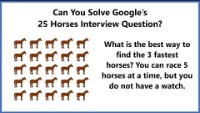 Can You Solve Google's
25 Horses Interview Question?
What is the best way to
find the 3 fastest
horses? You can race 5
horses at a time, but you
do not have a watch.